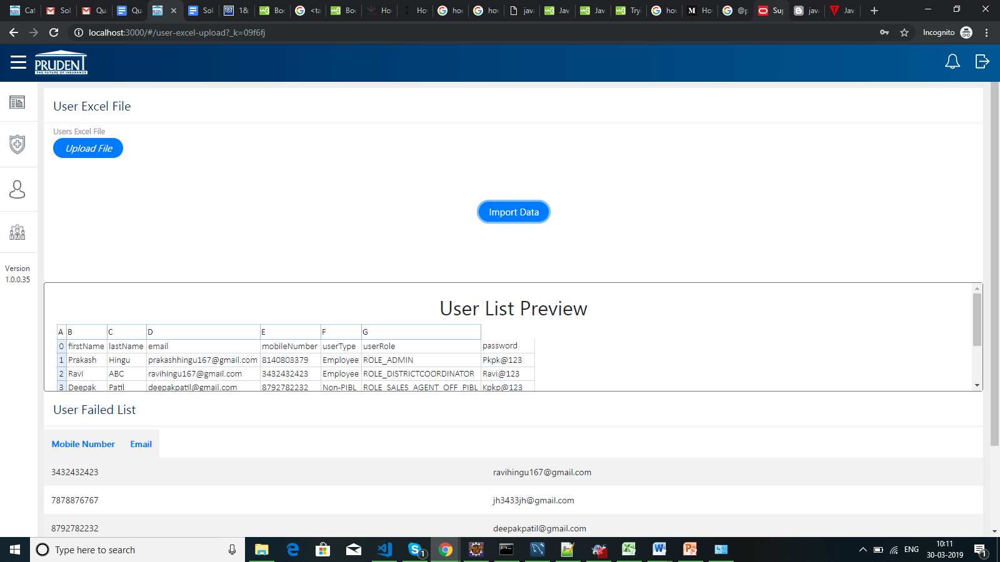 Cat
Sol
Qu
Qu
Sol
1&
Boo
<ta
Boo
Ho
Ho
hoc
hov
java
Jav
Jav
Try
hov
Ho
@p
Sup
java
Jav
localhost:3000/#/user-excel-upload?_k=09f6fj
Incognito
PRUDENT
THE FUTURE OF INSURANCE
User Excel File
Users Excel File
Upload File
Import Data
Version
1.0.0.35
User List Preview
A B C D E F G
0 firstName lastName email mobileNumber userType userRole password
1 Prakash Hingu prakashhingu167@gmail.com 8140803379 Employee ROLE_ADMIN Pkpk@123
2 Ravi ABC ravihingu167@gmail.com 3432432423 Employee ROLE_DISTRICTCOORDINATOR Ravi@123
3 Deepak Patil deepakpatil@gmail.com 8792782232 Non-PIBL ROLE_SALES_AGENT_OFF_PIBL Kpkp@123
User Failed List
Mobile Number Email
3432432423 ravihingu167@gmail.com
7878876767 jh3433jh@gmail.com
8792782232 deepakpatil@gmail.com
Type here to search
ENG
10:11
30-03-2019